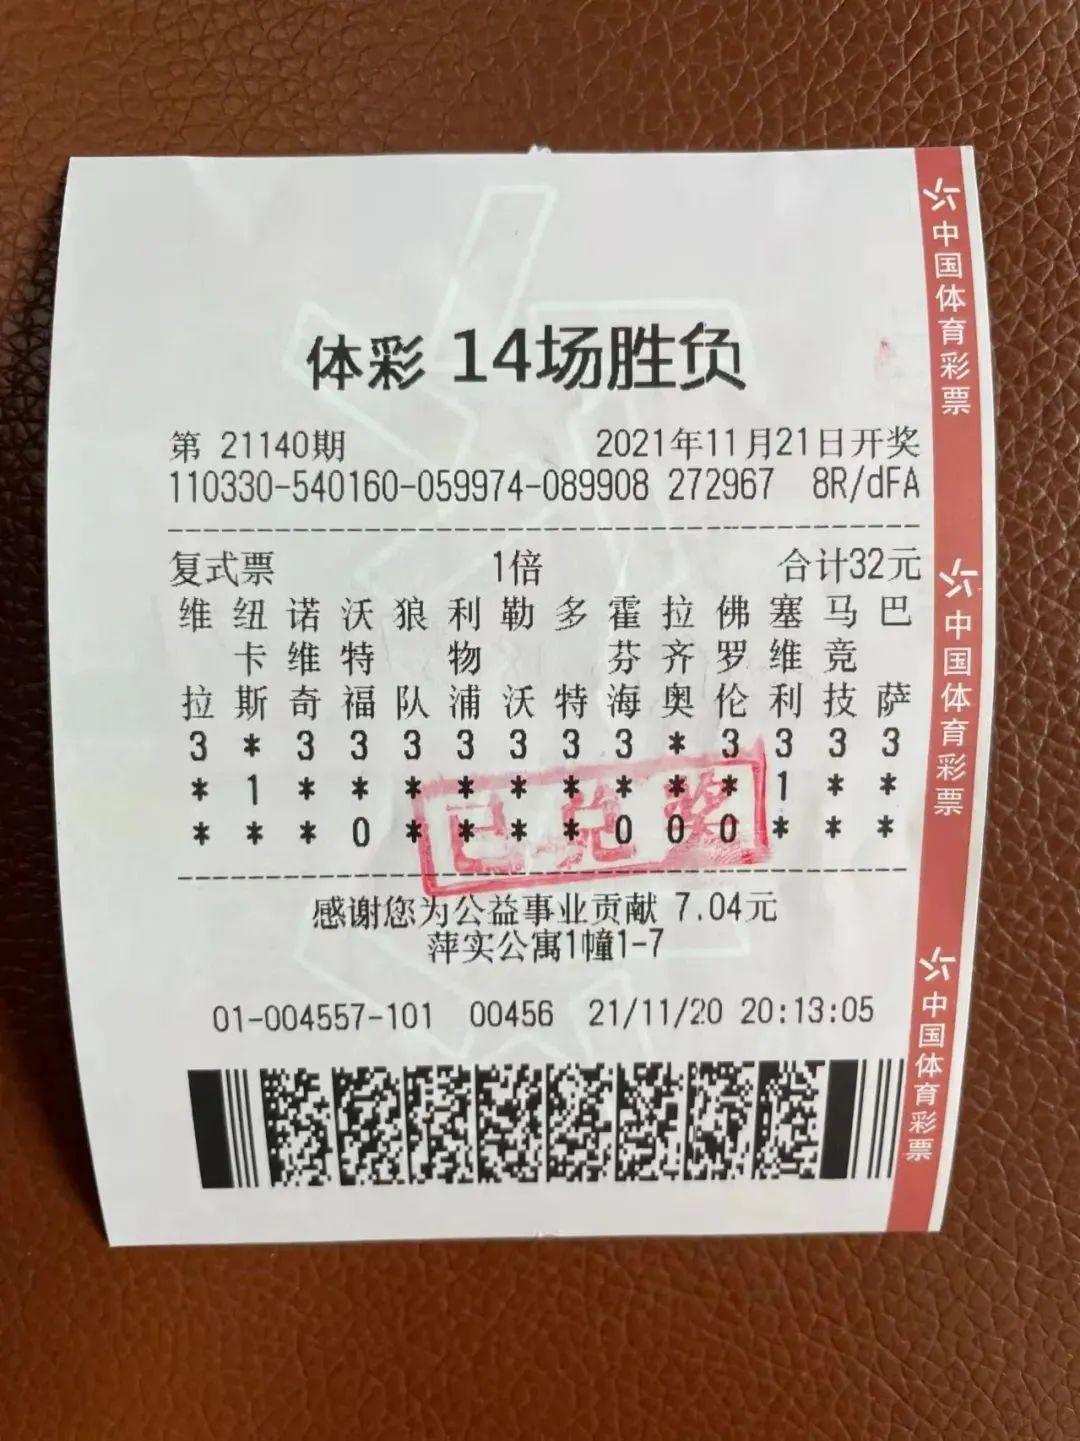 体彩 14场胜负
第 21140期 2021年11月21日开奖
110330-540160-059974-089908 272967 8R/dFA
复式票 1倍 合计32元
维 纽 诺 沃 狼 利 勒 多 霍 拉 佛 塞 马 巴
卡 维 特 物 芬 齐 罗 维 竞
拉 斯 奇 福 队 浦 沃 特 海 奥 伦 利 技 萨
3 * 3 3 3 3 3 3 3 * 3 3 3 3
* 1 * * * * * * * * * 1 * *
* * * 0 * * * * 0 0 0 * * *
已兑奖
感谢您为公益事业贡献 7.04元
萍实公寓1幢1-7
01-004557-101 00456 21/11/20 20:13:05
中国体育彩票
中国体育彩票
中国体育彩票